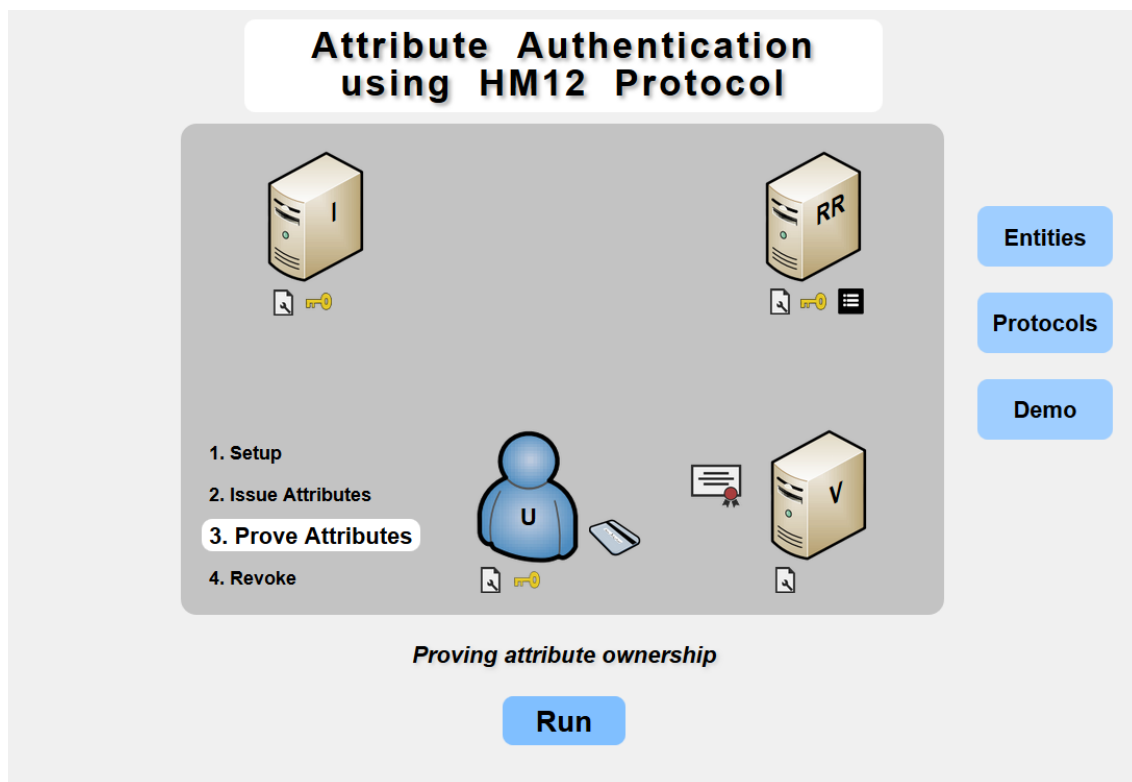 Attribute Authentication
using HM12 Protocol
I
RR
Entities
Protocols
Demo
1. Setup
2. Issue Attributes
3. Prove Attributes
4. Revoke
U
V
Proving attribute ownership
Run